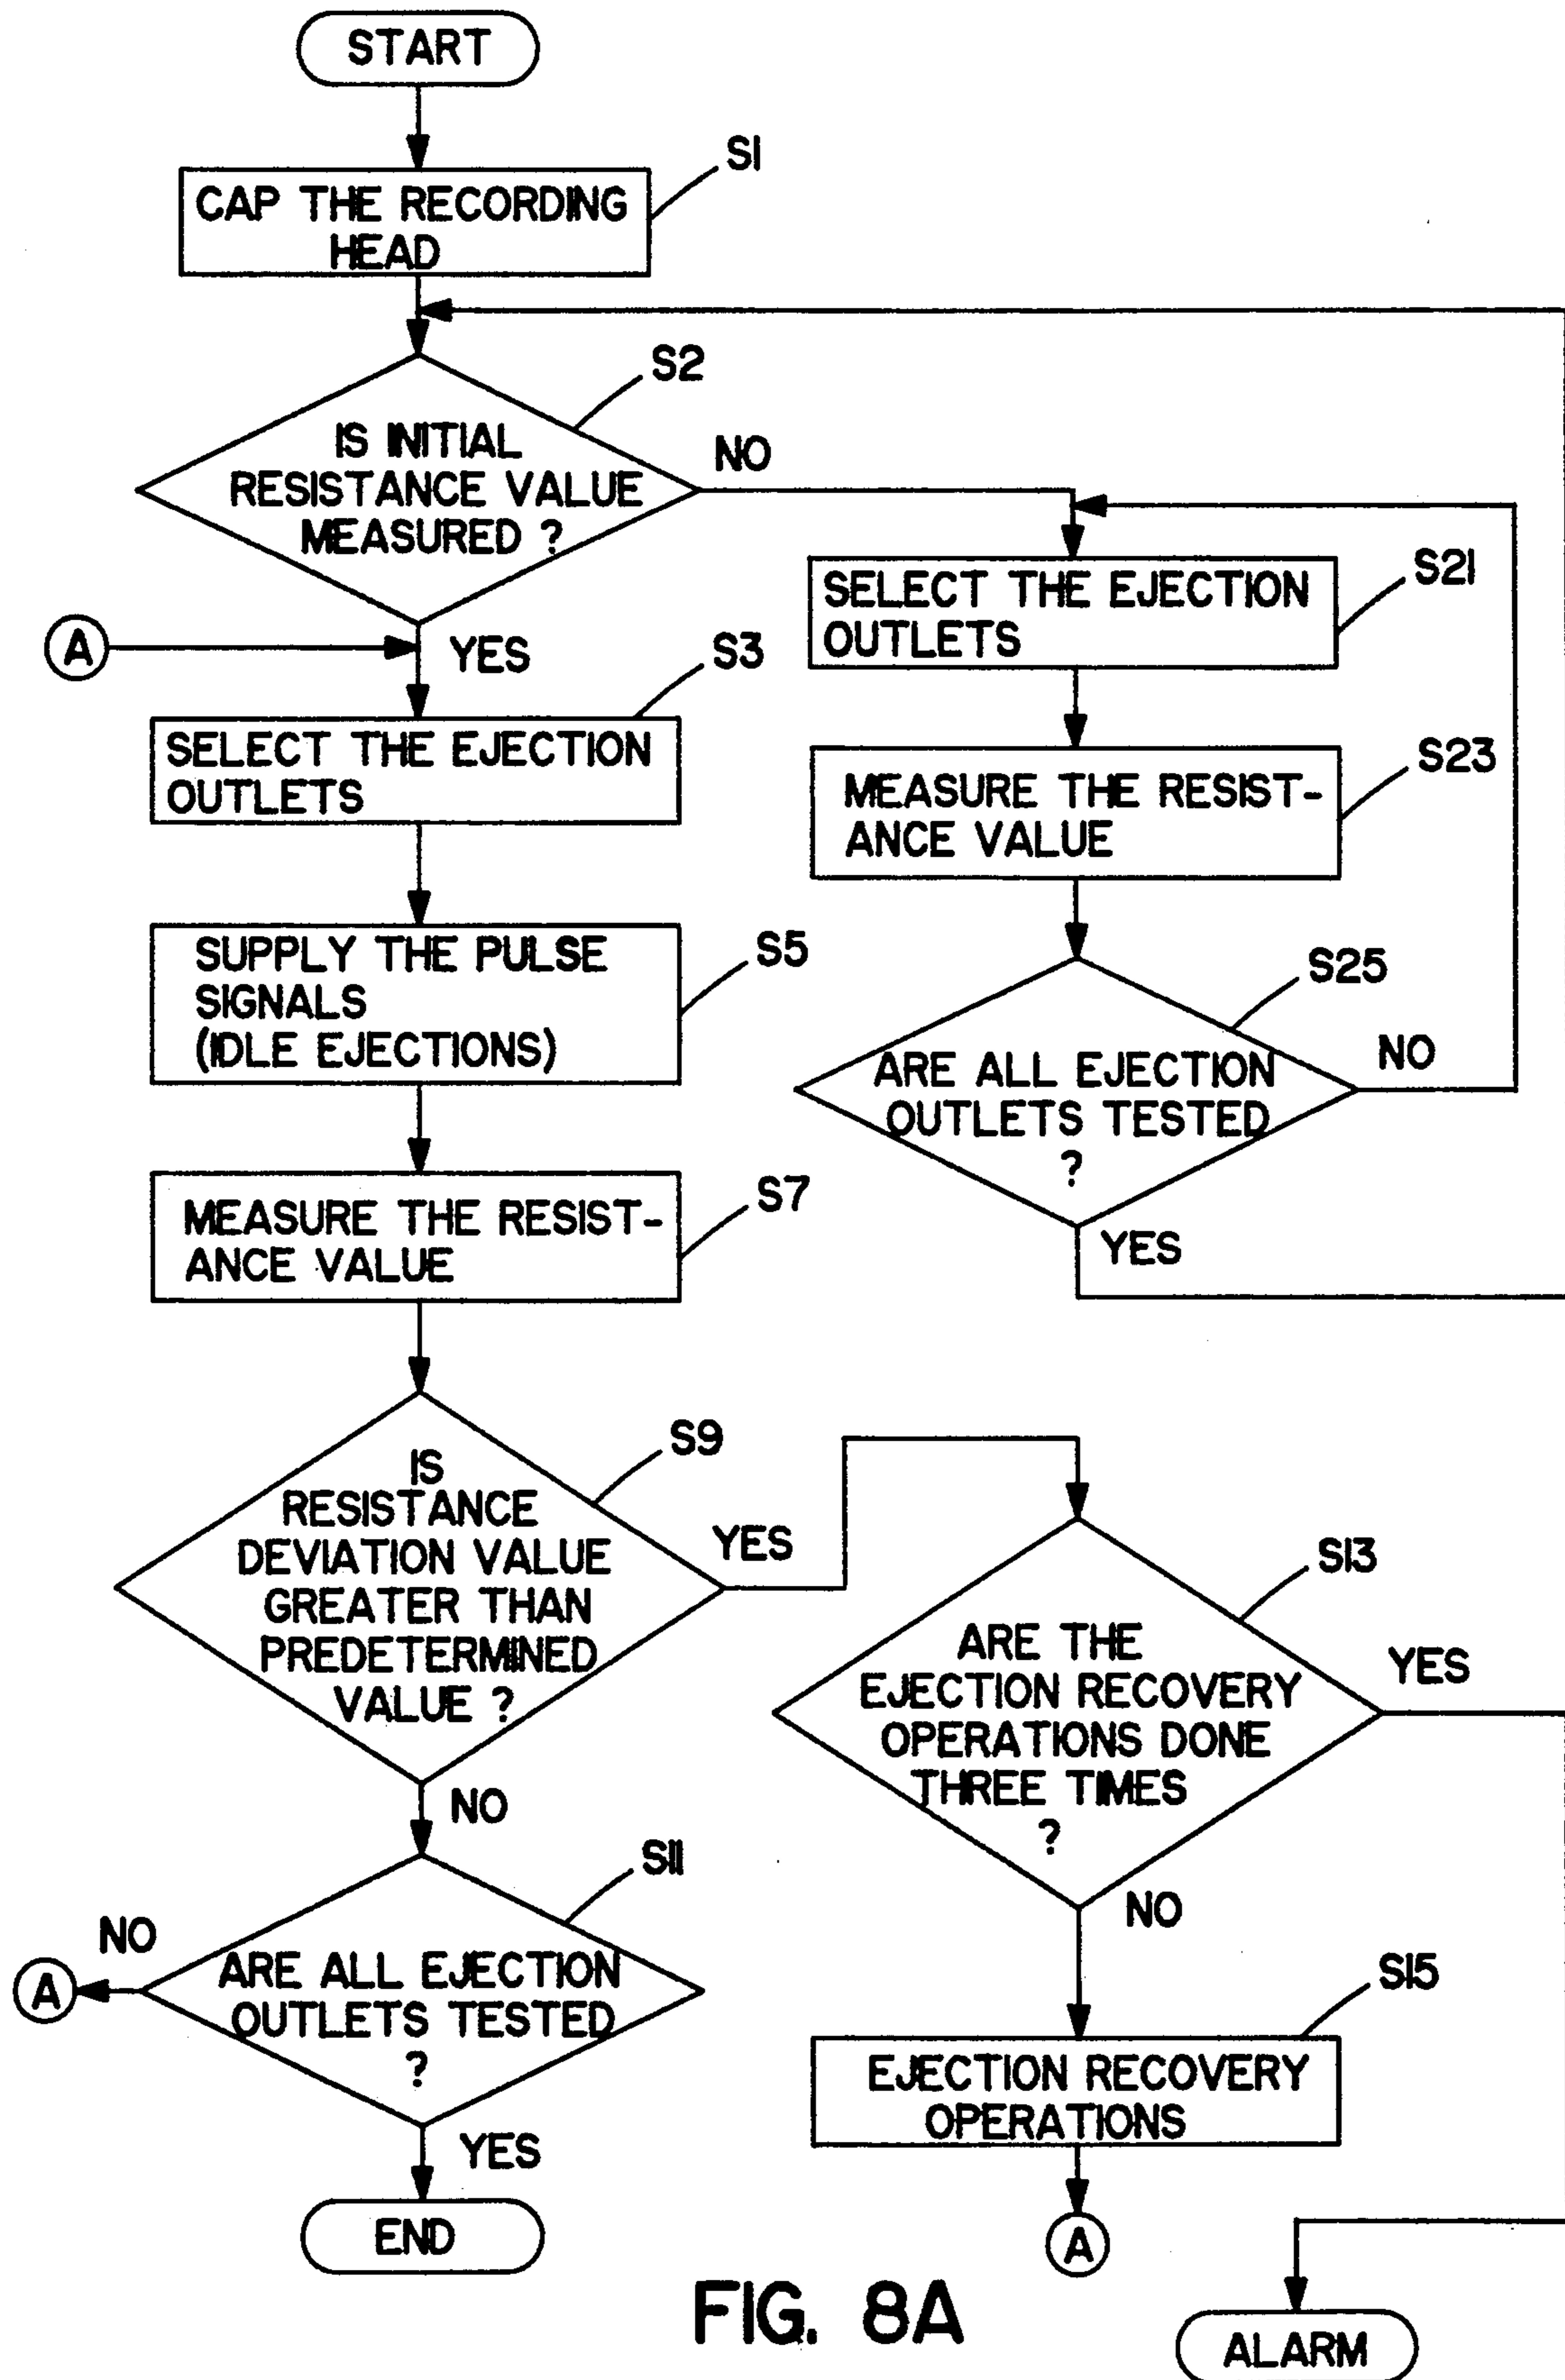 START
S1
CAP THE RECORDING
HEAD
S2
IS INITIAL
RESISTANCE VALUE
MEASURED ?
NO
A
YES
S3
SELECT THE EJECTION
OUTLETS
S21
SELECT THE EJECTION
OUTLETS
S23
MEASURE THE RESIST-
ANCE VALUE
S5
SUPPLY THE PULSE
SIGNALS
(IDLE EJECTIONS)
S25
ARE ALL EJECTION
OUTLETS TESTED
?
NO
YES
S7
MEASURE THE RESIST-
ANCE VALUE
S9
IS
RESISTANCE
DEVIATION VALUE
GREATER THAN
PREDETERMINED
VALUE ?
YES
NO
S13
ARE THE
EJECTION RECOVERY
OPERATIONS DONE
THREE TIMES
?
YES
NO
S11
ARE ALL EJECTION
OUTLETS TESTED
?
NO
A
YES
END
S15
EJECTION RECOVERY
OPERATIONS
A
ALARM
FIG. 8A